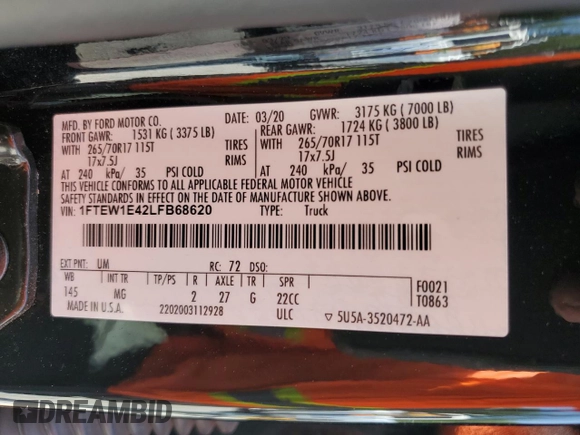 MFD. BY FORD MOTOR CO.
DATE: 03/20 GVWR: 3175 KG ( 7000 LB)
FRONT GAWR: 1531 KG ( 3375 LB) REAR GAWR: 1724 KG ( 3800 LB)
WITH 265/70R17 115T TIRES WITH 265/70R17 115T TIRES
17x7.5J RIMS 17x7.5J RIMS
AT 240 kPa/ 35 PSI COLD AT 240 kPa/ 35 PSI COLD
THIS VEHICLE CONFORMS TO ALL APPLICABLE FEDERAL MOTOR VEHICLE
SAFETY STANDARDS IN EFFECT ON THE DATE OF MANUFACTURE SHOWN ABOVE.
VIN: 1FTEW1E42LFB68620 TYPE: Truck
EXT PNT: UM RC: 72 DSO:
WB INT TR TP/PS R AXLE TR SPR
145 MG 2 27 G 22CC
F0021
T0863
MADE IN U.S.A. 2202003112928 ULC ▽ 5U5A-3520472-AA
DREAMBID